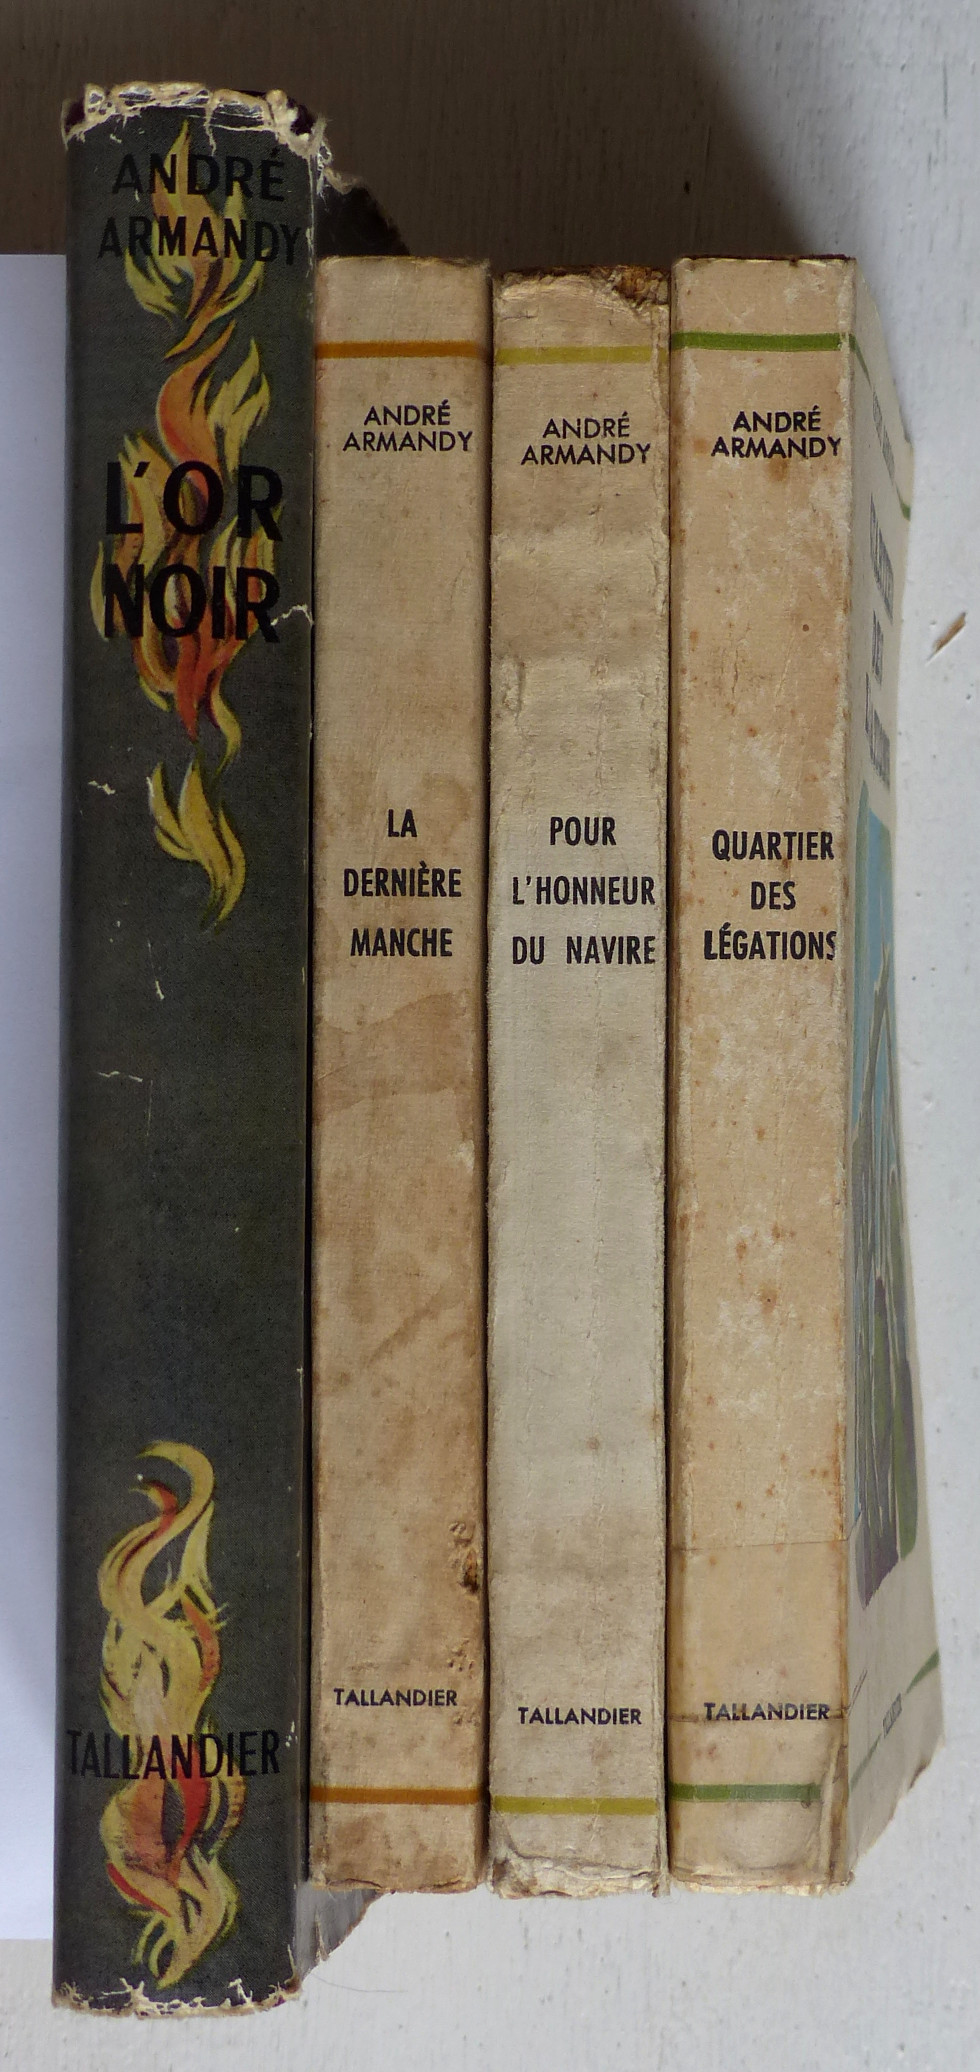 ANDRÉ
ARMANDY
L'OR
NOIR
TALLANDIER
ANDRÉ
ARMANDY
LA
DERNIÈRE
MANCHE
TALLANDIER
ANDRÉ
ARMANDY
POUR
L'HONNEUR
DU NAVIRE
TALLANDIER
ANDRÉ
ARMANDY
QUARTIER
DES
LÉGATIONS
TALLANDIER